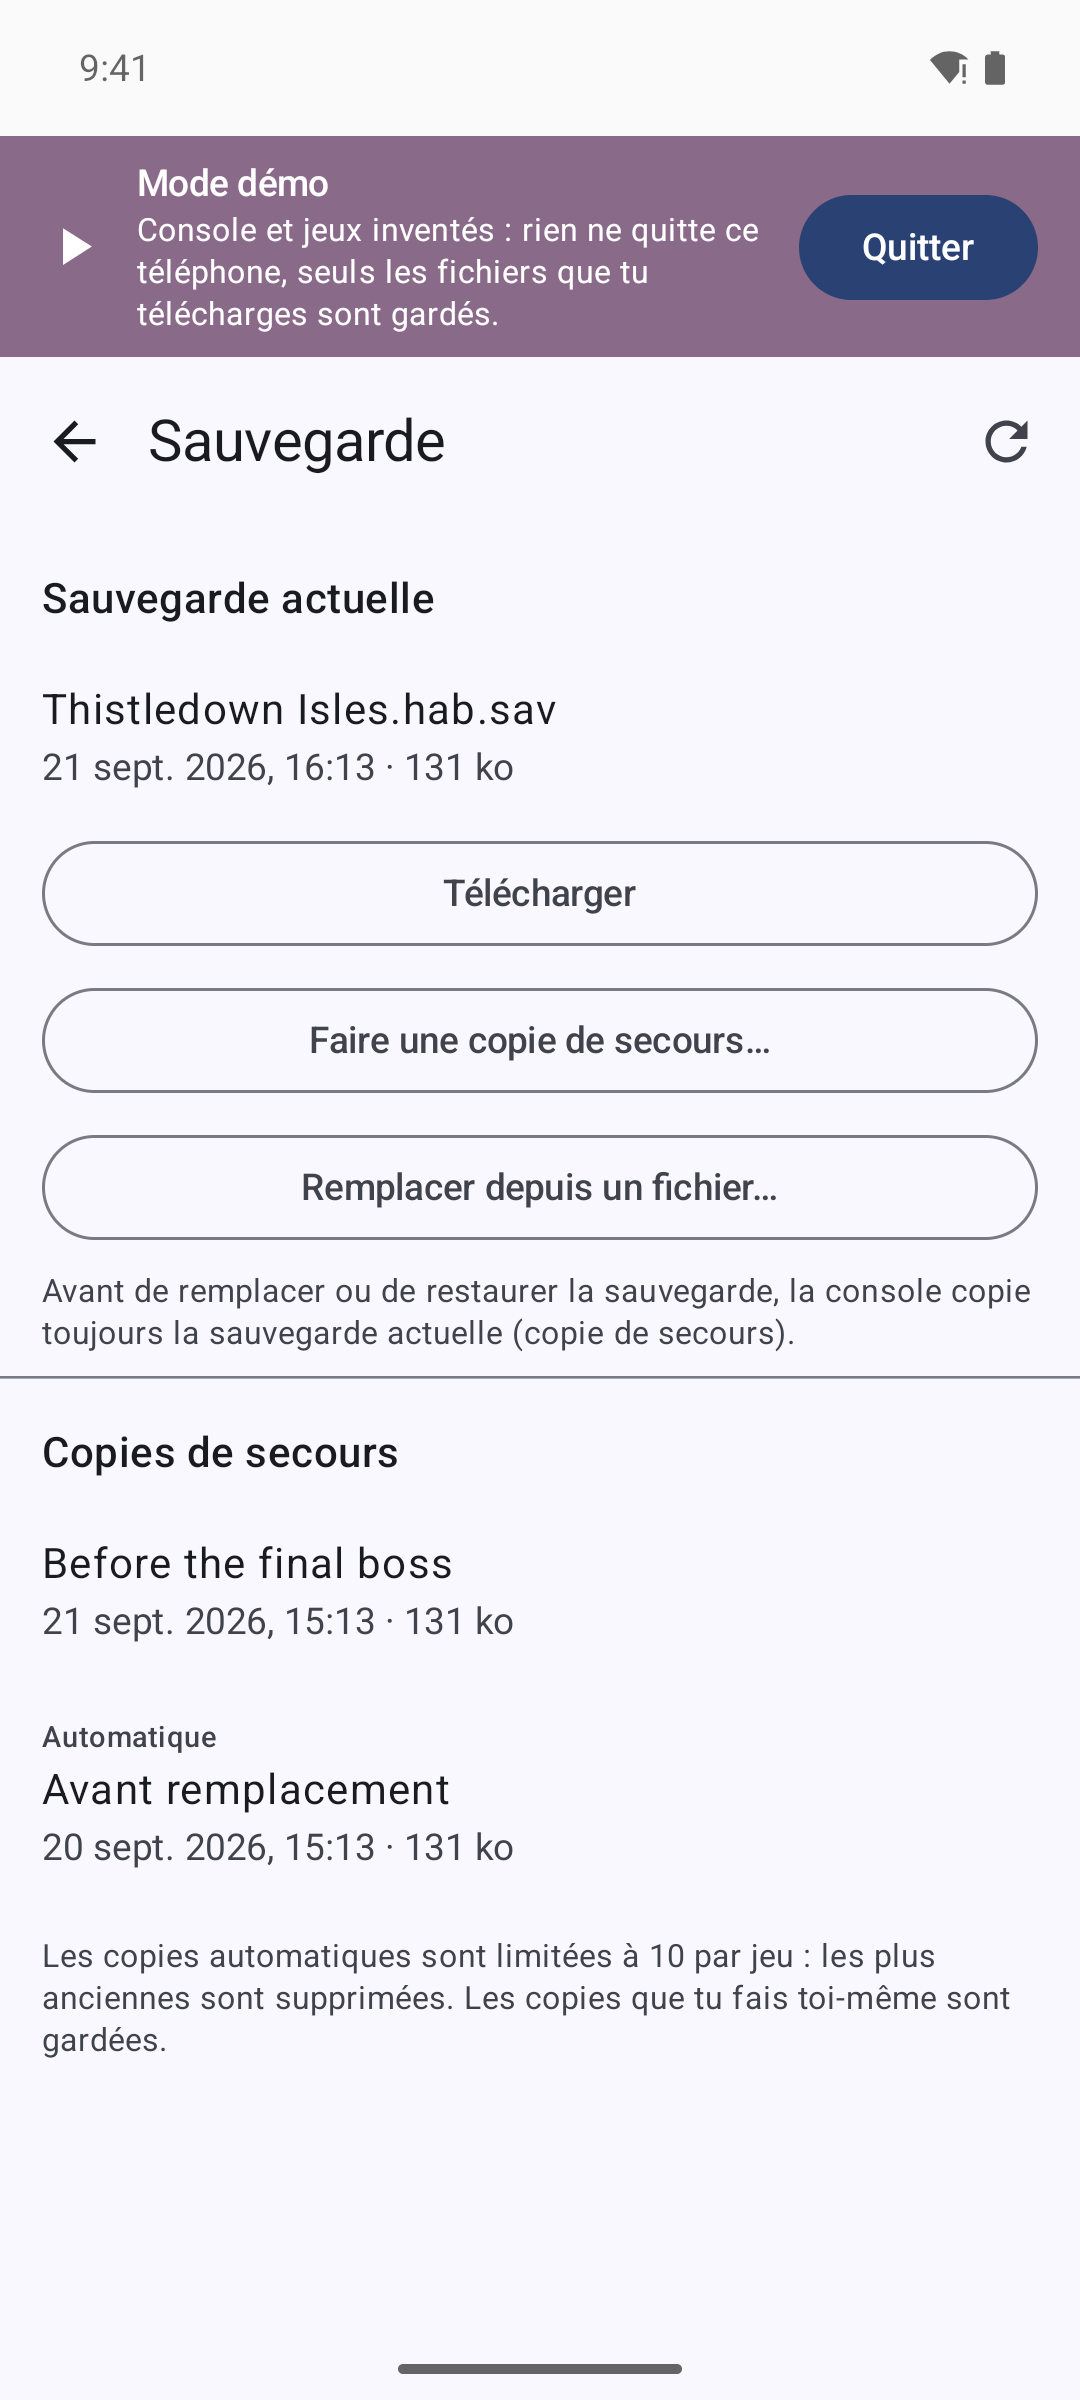 9:41
Mode démo
Console et jeux inventés : rien ne quitte ce
téléphone, seuls les fichiers que tu
télécharges sont gardés.
Quitter
Sauvegarde
Sauvegarde actuelle
Thistledown Isles.hab.sav
21 sept. 2026, 16:13 · 131 ko
Télécharger
Faire une copie de secours…
Remplacer depuis un fichier…
Avant de remplacer ou de restaurer la sauvegarde, la console copie
toujours la sauvegarde actuelle (copie de secours).
Copies de secours
Before the final boss
21 sept. 2026, 15:13 · 131 ko
Automatique
Avant remplacement
20 sept. 2026, 15:13 · 131 ko
Les copies automatiques sont limitées à 10 par jeu : les plus
anciennes sont supprimées. Les copies que tu fais toi-même sont
gardées.